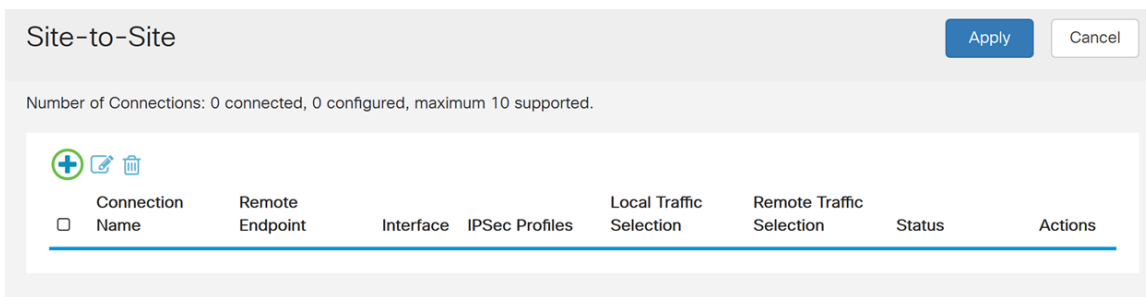 Site-to-Site
Apply
Cancel
Number of Connections: 0 connected, 0 configured, maximum 10 supported.
Connection Name
Remote Endpoint
Interface
IPSec Profiles
Local Traffic Selection
Remote Traffic Selection
Status
Actions